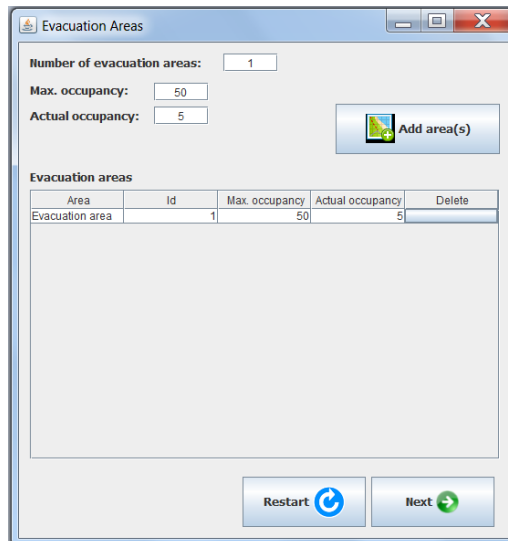 Evacuation Areas
Number of evacuation areas: 1
Max. occupancy: 50
Actual occupancy: 5
Add area(s)
Evacuation areas
Area Id Max. occupancy Actual occupancy Delete
Evacuation area 1 50 5
Restart Next